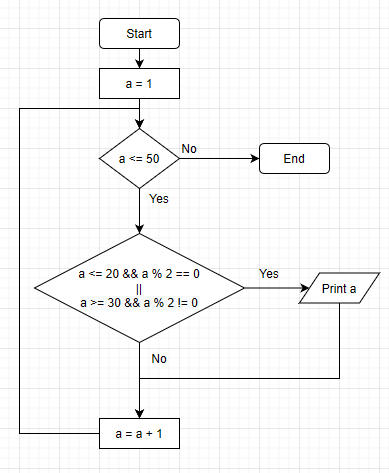 Start
a = 1
a <= 50
No
End
Yes
a <= 20 && a % 2 == 0
||
a >= 30 && a % 2 != 0
Yes
Print a
No
a = a + 1